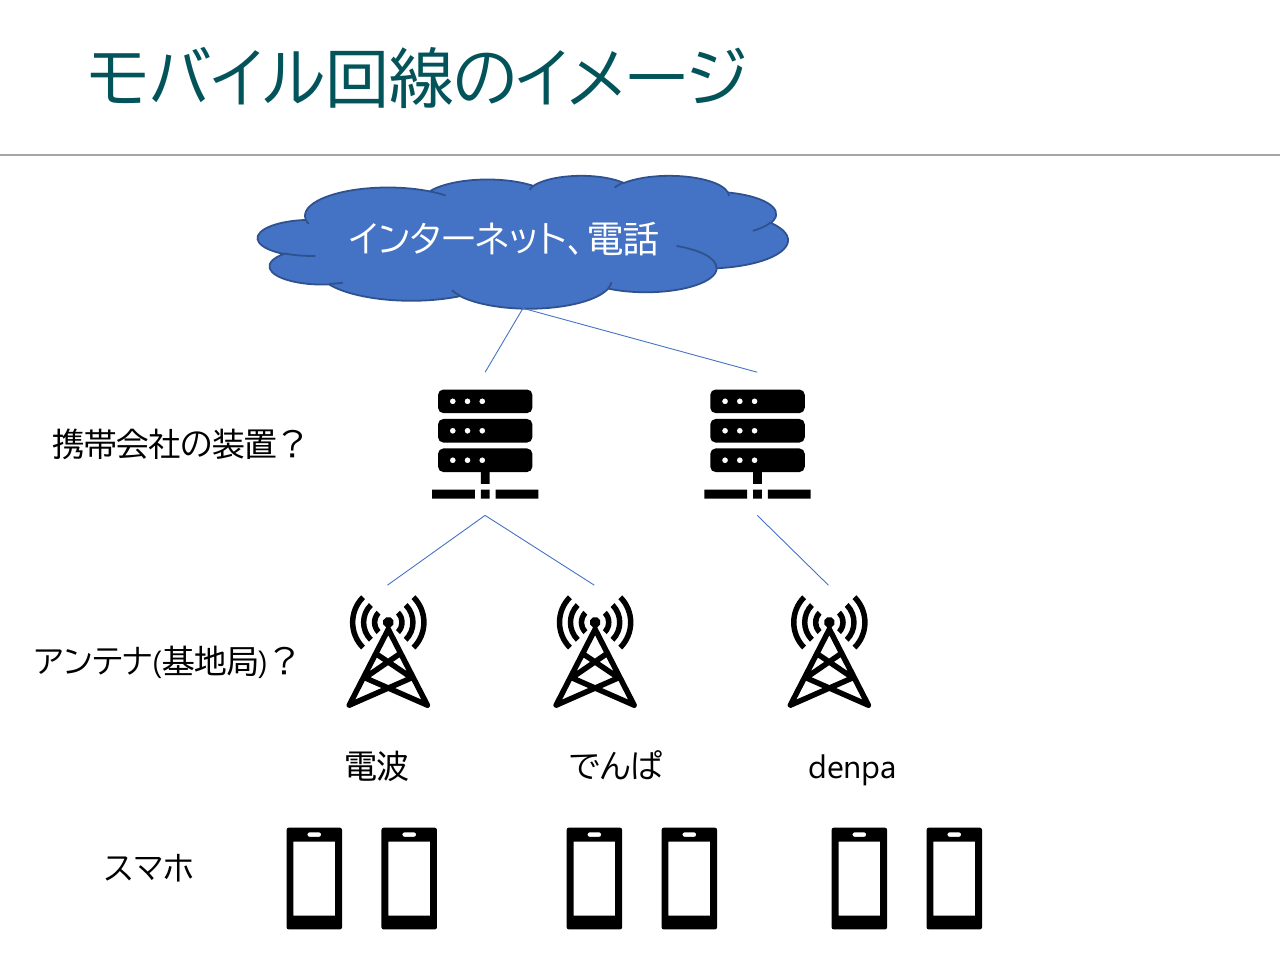 モバイル回線のイメージ
インターネット、電話
携帯会社の装置？
アンテナ(基地局)？
電波
でんぱ
denpa
スマホ